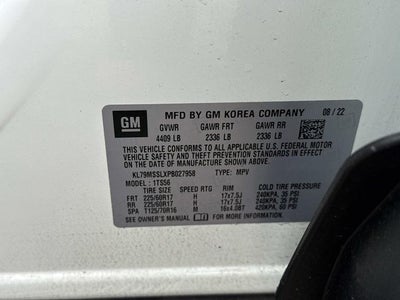 GM
MFD BY GM KOREA COMPANY 08 / 22
GVWR GAWR FRT GAWR RR
4409 LB 2336 LB 2336 LB
THIS VEHICLE CONFORMS TO ALL APPLICABLE U.S. FEDERAL MOTOR
VEHICLE SAFETY AND THEFT PREVENTION STANDARDS IN EFFECT ON THE
DATE OF MANUFACTURE SHOWN ABOVE.
KL79MSSLXPB027958 TYPE: MPV
MODEL : 1TS56
TIRE SIZE SPEED RTG RIM COLD TIRE PRESSURE
FRT 225/60R17 H 17x7.5J 240KPA, 35 PSI
RR 225/60R17 H 17x7.5J 240KPA, 35 PSI
SPA T125/70R16 M 16x4.0BT 420KPA, 60 PSI
SEE OWNER'S MANUAL FOR MORE INFORMATION.